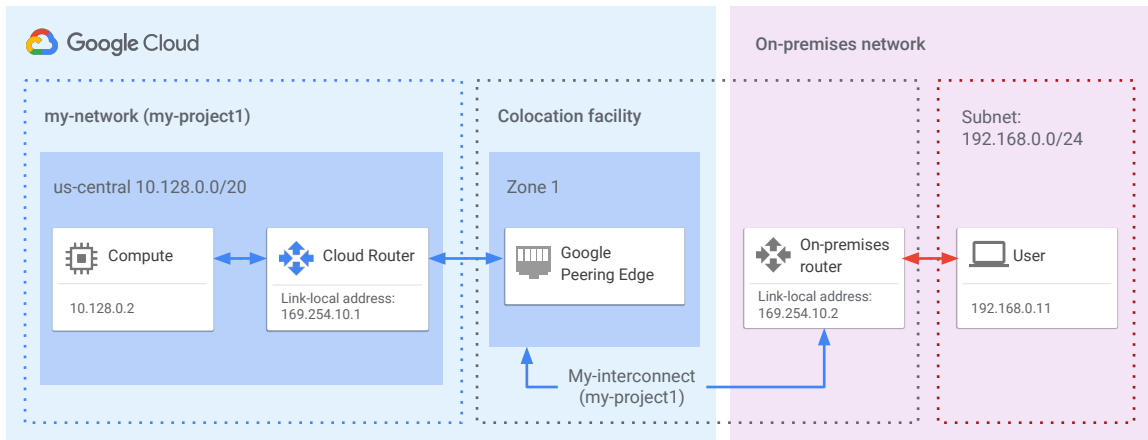 Google Cloud
On-premises network
my-network (my-project1)
Colocation facility
Subnet:
192.168.0.0/24
us-central 10.128.0.0/20
Zone 1
Compute
10.128.0.2
Cloud Router
Link-local address:
169.254.10.1
Google
Peering Edge
On-premises
router
Link-local address:
169.254.10.2
User
192.168.0.11
My-interconnect
(my-project1)